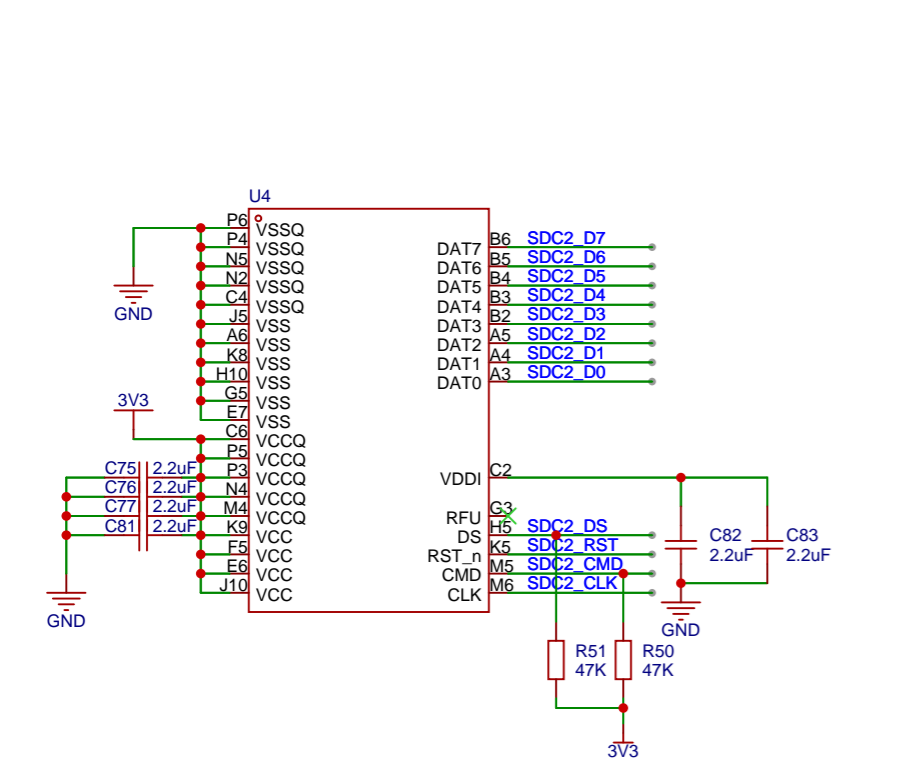 U4
P6 VSSQ
P4 VSSQ
N5 VSSQ
N2 VSSQ
C4 VSSQ
J5 VSS
A6 VSS
K8 VSS
H10 VSS
G5 VSS
E7 VSS
C6 VCCQ
P5 VCCQ
P3 VCCQ
N4 VCCQ
M4 VCCQ
K9 VCC
F5 VCC
E6 VCC
J10 VCC
GND
3V3
C75 2.2uF
C76 2.2uF
C77 2.2uF
C81 2.2uF
GND
DAT7 B6 SDC2_D7
DAT6 B5 SDC2_D6
DAT5 B4 SDC2_D5
DAT4 B3 SDC2_D4
DAT3 B2 SDC2_D3
DAT2 A5 SDC2_D2
DAT1 A4 SDC2_D1
DAT0 A3 SDC2_D0
VDDI C2
RFU G3
DS H5 SDC2_DS
RST_n K5 SDC2_RST
CMD M5 SDC2_CMD
CLK M6 SDC2_CLK
C82
2.2uF
C83
2.2uF
GND
R51
47K
R50
47K
3V3